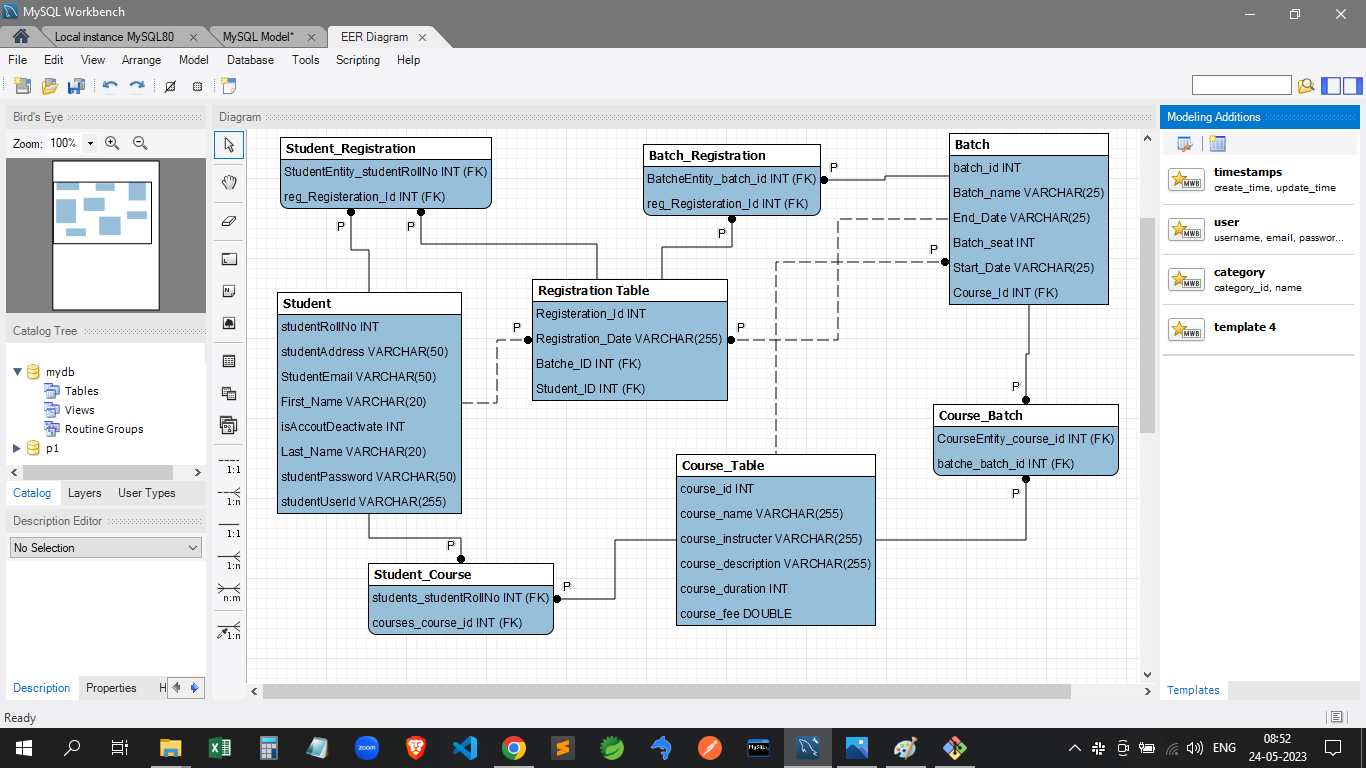 MySQL Workbench
Local instance MySQL80
MySQL Model*
EER Diagram
File Edit View Arrange Model Database Tools Scripting Help
Bird's Eye
Zoom: 100%
Catalog Tree
mydb
Tables
Views
Routine Groups
p1
Catalog Layers User Types
Description Editor
No Selection
Description Properties H
Ready
1:1
1:n
1:1
1:n
n:m
1:n
Diagram
Student_Registration
StudentEntity_studentRollNo INT (FK)
reg_Registeration_Id INT (FK)
P
P
Batch_Registration
BatcheEntity_batch_id INT (FK)
reg_Registeration_Id INT (FK)
P
P
Batch
batch_id INT
Batch_name VARCHAR(25)
End_Date VARCHAR(25)
Batch_seat INT
Start_Date VARCHAR(25)
Course_Id INT (FK)
P
Student
studentRollNo INT
studentAddress VARCHAR(50)
StudentEmail VARCHAR(50)
First_Name VARCHAR(20)
isAccoutDeactivate INT
Last_Name VARCHAR(20)
studentPassword VARCHAR(50)
studentUserId VARCHAR(255)
Registration Table
Registeration_Id INT
Registration_Date VARCHAR(255)
Batche_ID INT (FK)
Student_ID INT (FK)
P
P
Course_Batch
CourseEntity_course_id INT (FK)
batche_batch_id INT (FK)
P
P
Course_Table
course_id INT
course_name VARCHAR(255)
course_instructer VARCHAR(255)
course_description VARCHAR(255)
course_duration INT
course_fee DOUBLE
Student_Course
students_studentRollNo INT (FK)
courses_course_id INT (FK)
P
P
Modeling Additions
timestamps
create_time, update_time
user
username, email, passwor...
category
category_id, name
template 4
MWB
MWB
MWB
MWB
Templates
zoom
MySQL
ENG
08:52
24-05-2023